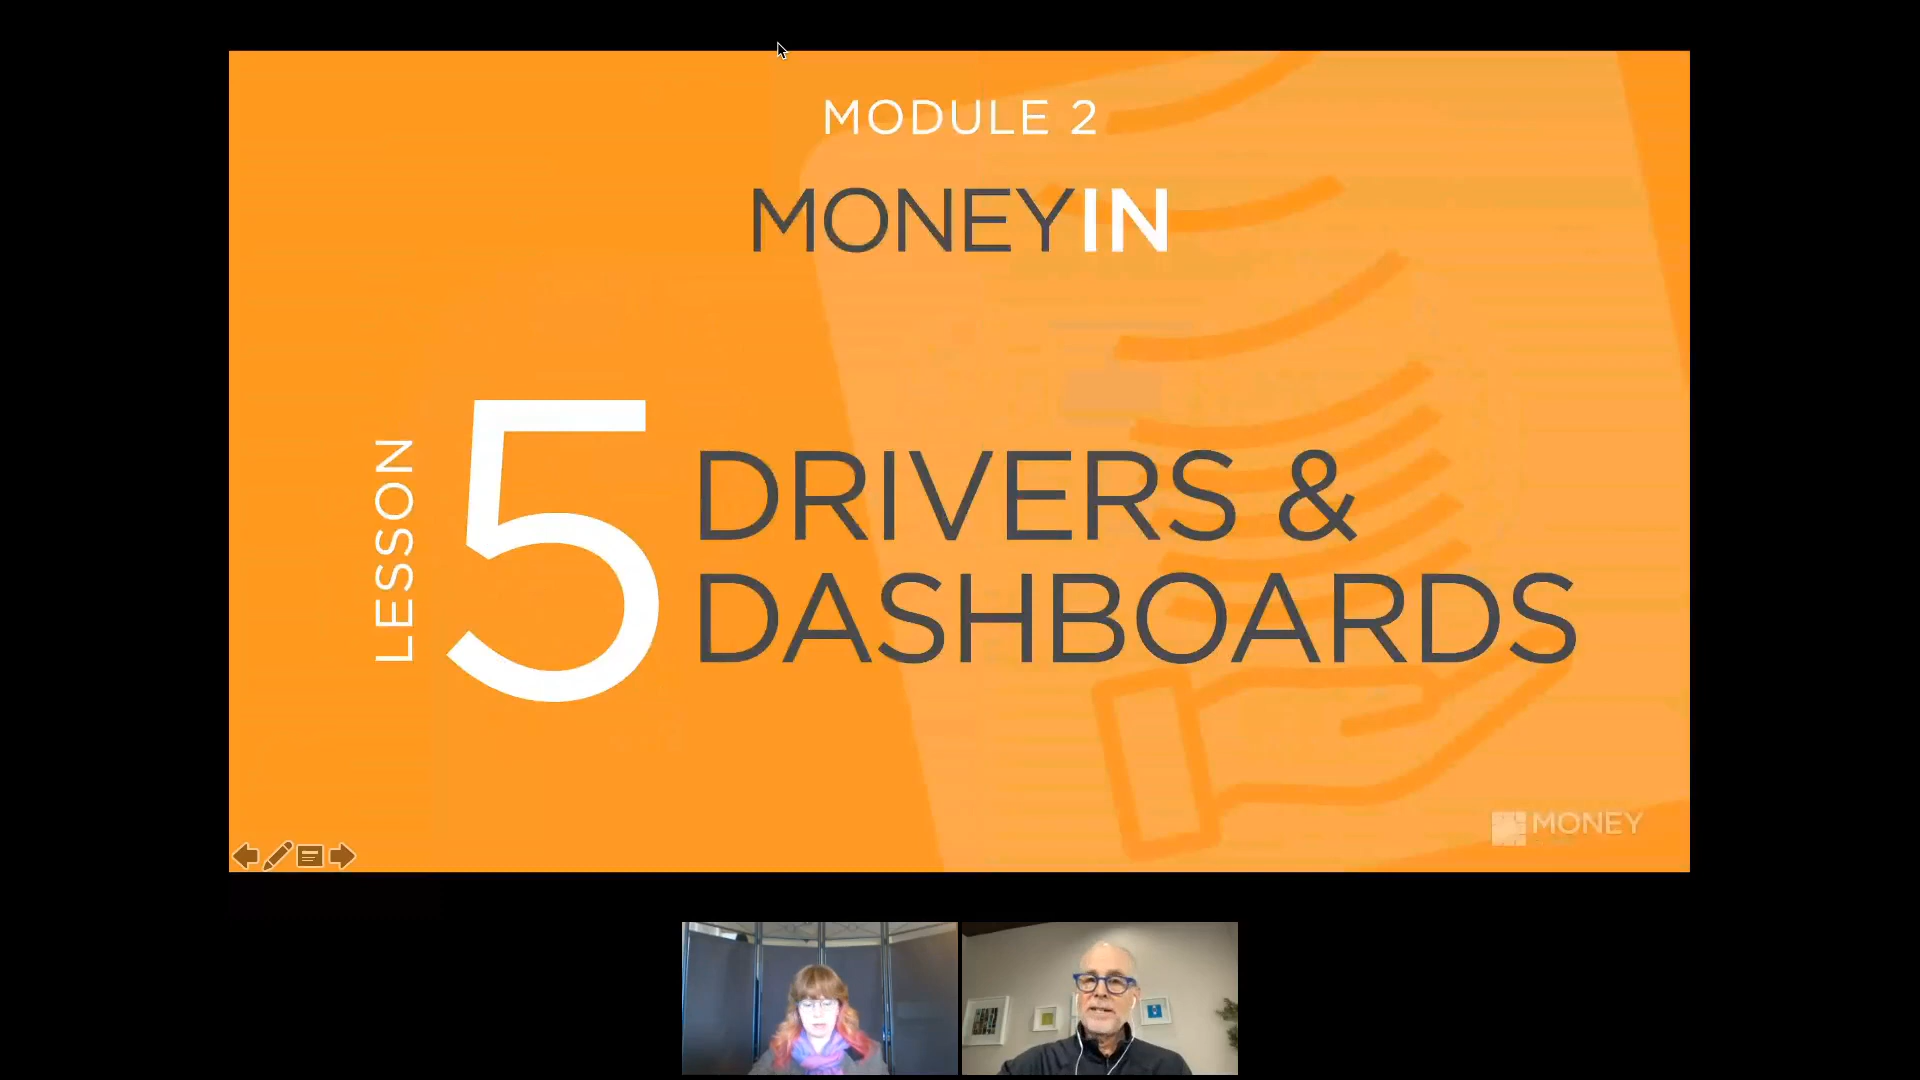 MODULE 2
MONEYIN
LESSON
5
DRIVERS &
DASHBOARDS
MONEY